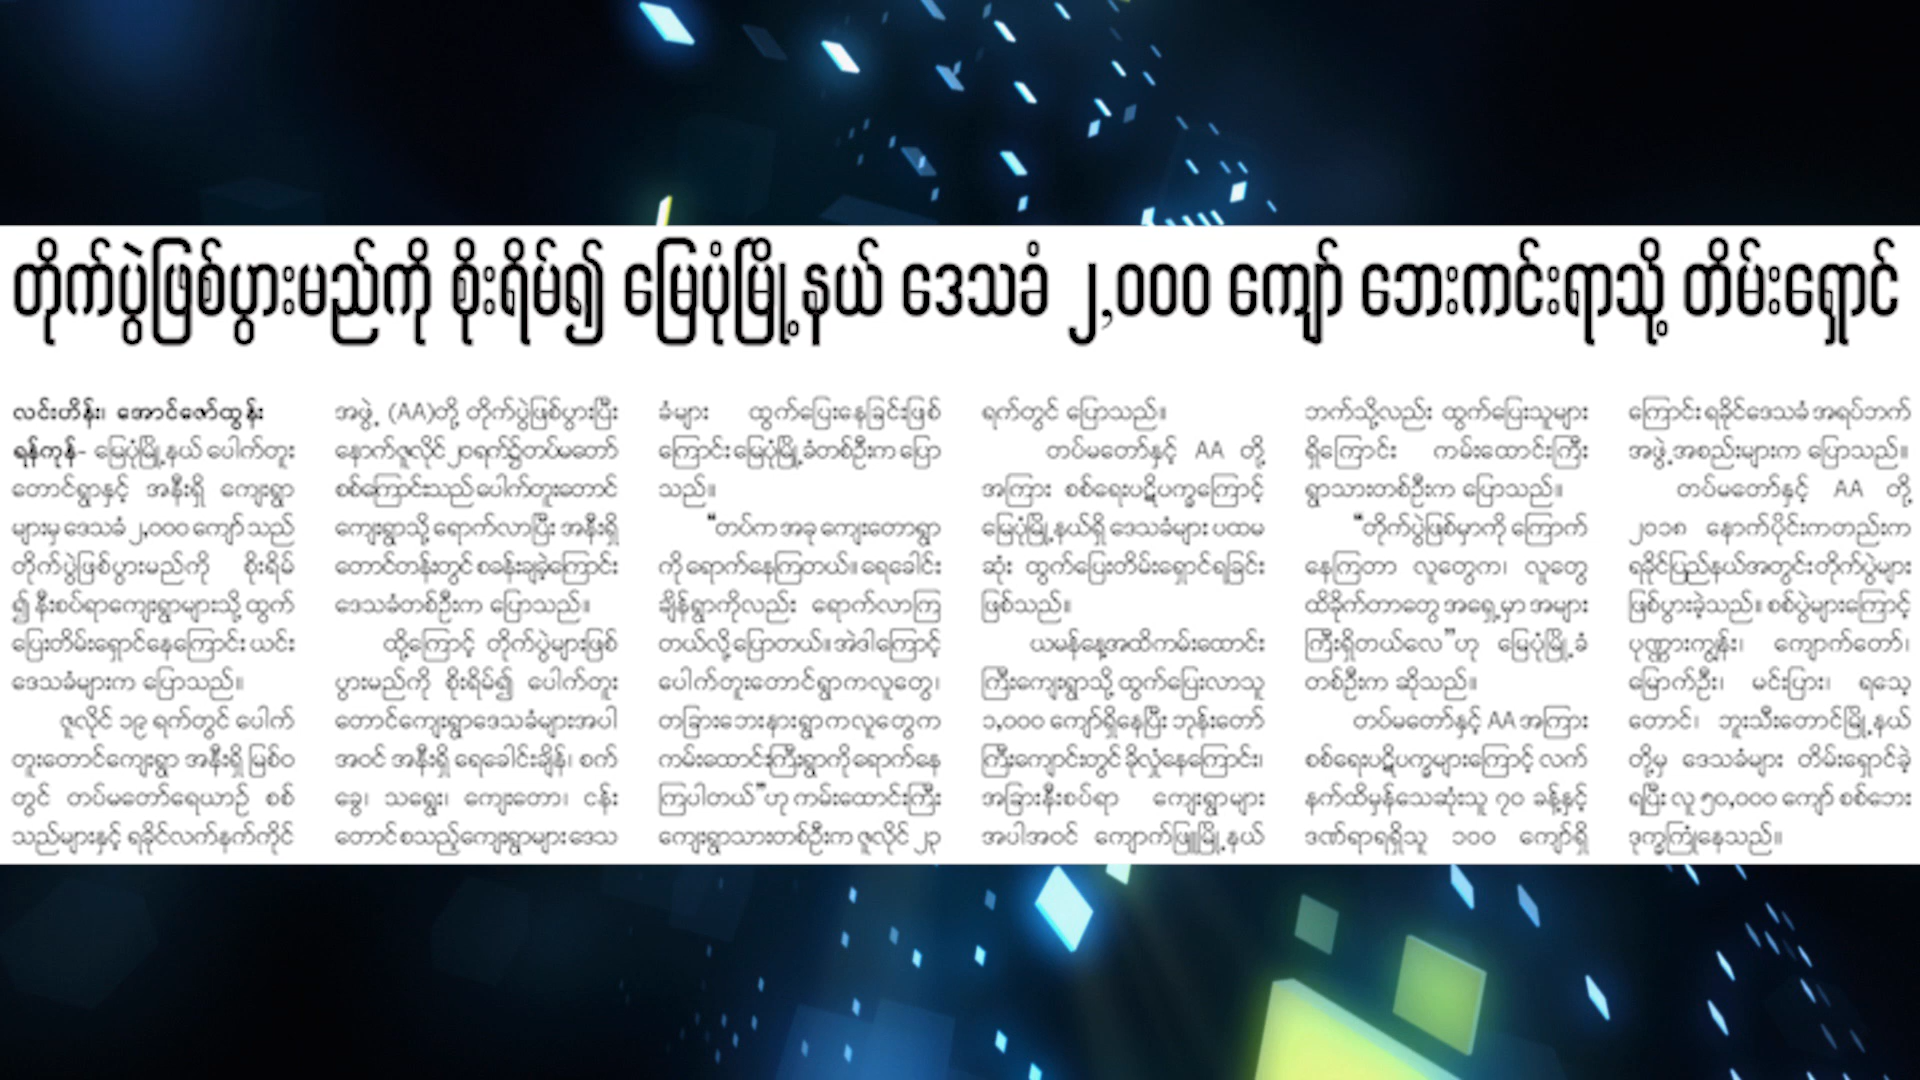 တိုက်ပွဲဖြစ်ပွားမည်ကို စိုးရိမ်၍ မြေပုံမြို့နယ် ဒေသခံ ၂,၀၀၀ ကျော် ဘေးကင်းရာသို့ တိမ်းရှောင်
လင်းဟိန်း၊ အောင်ဇော်ထွန်း
ရန်ကုန်- မြေပုံမြို့နယ် ပေါက်တူး
တောင်ရွာနှင့် အနီးရှိ ကျေးရွာ
များမှ ဒေသခံ ၂,၀၀၀ ကျော် သည်
တိုက်ပွဲဖြစ်ပွားမည်ကို စိုးရိမ်
၍ နီးစပ်ရာကျေးရွာများသို့ ထွက်
ပြေးတိမ်းရှောင်နေကြောင်း ယင်း
ဒေသခံများက ပြောသည်။
ဇူလိုင် ၁၉ ရက်တွင် ပေါက်
တူးတောင်ကျေးရွာ အနီးရှိ မြစ်ဝ
တွင် တပ်မတော်ရေယာဉ် စစ်
သည်များနှင့် ရခိုင်လက်နက်ကိုင်
အဖွဲ့ (AA)တို့ တိုက်ပွဲဖြစ်ပွားပြီး
နောက်ဇူလိုင် ၂၀ရက်၌တပ်မတော်
စစ်ကြောင်းသည် ပေါက်တူးတောင်
ကျေးရွာသို့ ရောက်လာပြီး အနီးရှိ
တောင်တန်းတွင် စခန်းချခဲ့ကြောင်း
ဒေသခံတစ်ဦးက ပြောသည်။
ထို့ကြောင့် တိုက်ပွဲများဖြစ်
ပွားမည်ကို စိုးရိမ်၍ ပေါက်တူး
တောင်ကျေးရွာဒေသခံများအပါ
အဝင် အနီးရှိ ရေခေါင်းချိန်၊ စက်
ခွေ၊ သရွေး၊ ကျေးတော၊ ငန်း
တောင်စသည့်ကျေးရွာများဒေသ
ခံများ ထွက်ပြေးနေခြင်းဖြစ်
ကြောင်း မြေပုံမြို့ခံတစ်ဦးက ပြော
သည်။
“တပ်က အခု ကျေးတောရွာ
ကို ရောက်နေကြတယ်။ ရေခေါင်း
ချိန်ရွာကိုလည်း ရောက်လာကြ
တယ်လို့ ပြောတယ်။ အဲဒါကြောင့်
ပေါက်တူးတောင်ရွာကလူတွေ၊
တခြားဘေးနားရွာကလူတွေက
ကမ်းထောင်းကြီးရွာကို ရောက်နေ
ကြပါတယ်”ဟု ကမ်းထောင်းကြီး
ကျေးရွာသားတစ်ဦးက ဇူလိုင် ၂၃
ရက်တွင် ပြောသည်။
တပ်မတော်နှင့် AA တို့
အကြား စစ်ရေးပဋိပက္ခကြောင့်
မြေပုံမြို့နယ်ရှိ ဒေသခံများ ပထမ
ဆုံး ထွက်ပြေးတိမ်းရှောင်ရခြင်း
ဖြစ်သည်။
ယမန်နေ့အထိကမ်းထောင်း
ကြီးကျေးရွာသို့ ထွက်ပြေးလာသူ
၁,၀၀၀ ကျော်ရှိနေပြီး ဘုန်းတော်
ကြီးကျောင်းတွင် ခိုလှုံနေကြောင်း၊
အခြားနီးစပ်ရာ ကျေးရွာများ
အပါအဝင် ကျောက်ဖြူမြို့နယ်
ဘက်သို့လည်း ထွက်ပြေးသူများ
ရှိကြောင်း ကမ်းထောင်းကြီး
ရွာသားတစ်ဦးက ပြောသည်။
“တိုက်ပွဲဖြစ်မှာကို ကြောက်
နေကြတာ လူတွေက၊ လူတွေ
ထိခိုက်တာတွေ အရှေ့မှာ အများ
ကြီးရှိတယ်လေ”ဟု မြေပုံမြို့ခံ
တစ်ဦးက ဆိုသည်။
တပ်မတော်နှင့် AA အကြား
စစ်ရေးပဋိပက္ခများကြောင့် လက်
နက်ထိမှန်သေဆုံးသူ ၇၀ ခန့်နှင့်
ဒဏ်ရာရရှိသူ ၁၀၀ ကျော်ရှိ
ကြောင်း ရခိုင်ဒေသခံ အရပ်ဘက်
အဖွဲ့အစည်းများက ပြောသည်။
တပ်မတော်နှင့် AA တို့
၂၀၁၈ နောက်ပိုင်းကတည်းက
ရခိုင်ပြည်နယ်အတွင်း တိုက်ပွဲများ
ဖြစ်ပွားခဲ့သည်။ စစ်ပွဲများကြောင့်
ပုဏ္ဏားကျွန်း၊ ကျောက်တော်၊
မြောက်ဦး၊ မင်းပြား၊ ရသေ့
တောင်၊ ဘူးသီးတောင်မြို့နယ်
တို့မှ ဒေသခံများ တိမ်းရှောင်ခဲ့
ရပြီး လူ ၅၀,၀၀၀ ကျော် စစ်ဘေး
ဒုက္ခကြုံနေသည်။